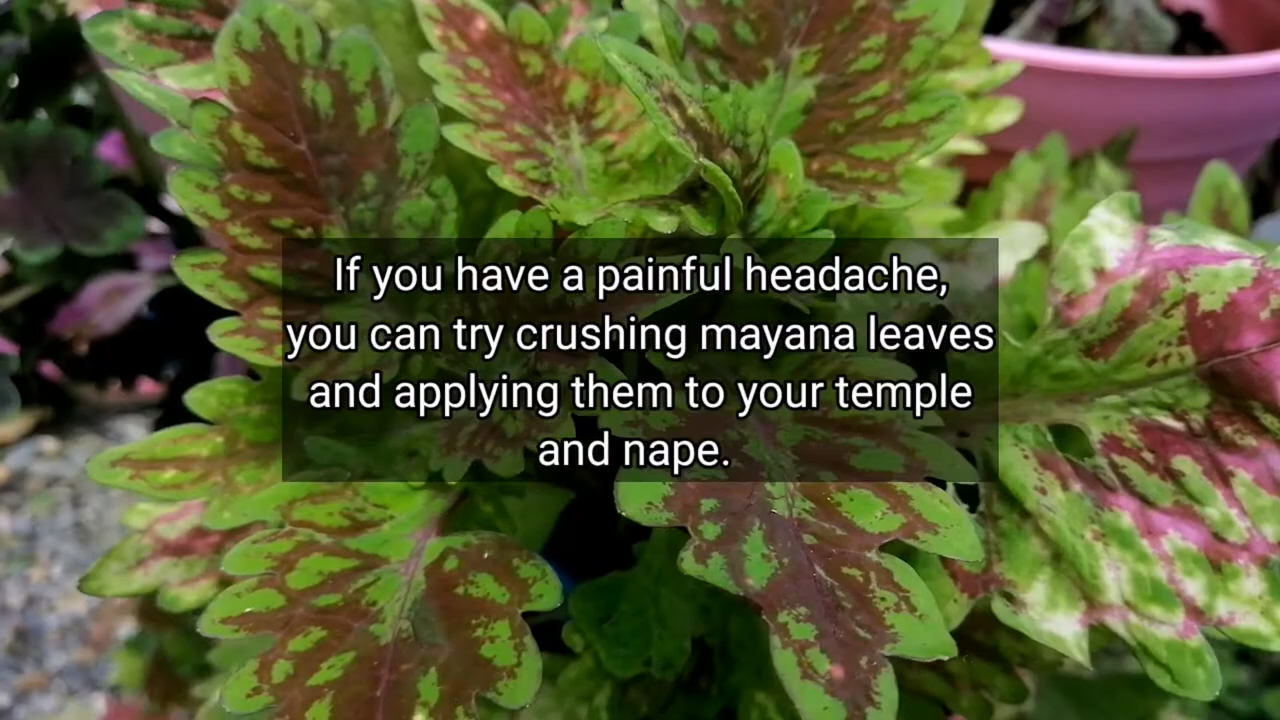 If you have a painful headache,
you can try crushing mayana leaves
and applying them to your temple
and nape.